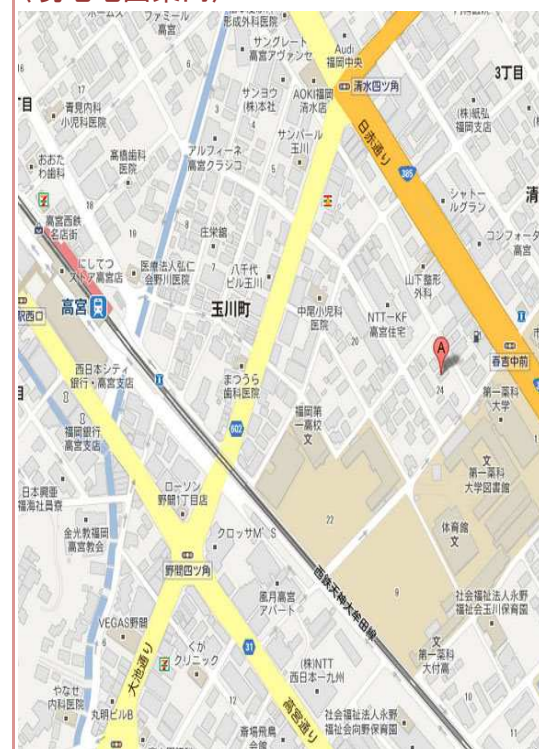 ファミール
高宮
形成外科医院
サングレート
高宮アヴァンセ
Audi
福岡中央
清水四ツ角
3丁目
サンヨウ
(株)本社
AOKI福岡
清水店
(株)紙弘
福岡支店
青見内科
小児科医院
高橋歯科
医院
アルフィーネ
高宮クラシコ
サンパール
玉川
日赤通り
385
おおた
わ歯科
シャトー
ルグラン
清
高宮西鉄
名店街
庄栄舘
コンフォータ
高宮
にしてつ
ストア高宮店
医療法人弘仁
会野川医院
八千代
ビル玉川
山下整形
外科
高宮
玉川町
中尾小児科
医院
NTT-KF
高宮住宅
駅西口
A
春吉中前
西日本シティ
銀行・高宮支店
まつうら
歯科医院
24
第一薬科
大学
福岡第
一高校
文
602
福岡銀行
高宮支店
文
第一薬科
大学図書館
日本興亜
福海社員寮
ローソン
野間1丁目店
22
体育館
文
金光教福岡
高宮教会
クロッサM'S
野間四ツ角
西鉄天神大牟田線
9
風月高宮
アパート
社会福祉法人永野
福祉会玉川保育園
VEGAS野間
31
文
第一薬科
大付高
大池通り
くが
クリニック
(株)NTT
西日本ー九州
やなせ
内科医院
高宮通り
丸明ビルB
12
斎場飛鳥
会館
社会福祉法人永野
福祉会向野保育園